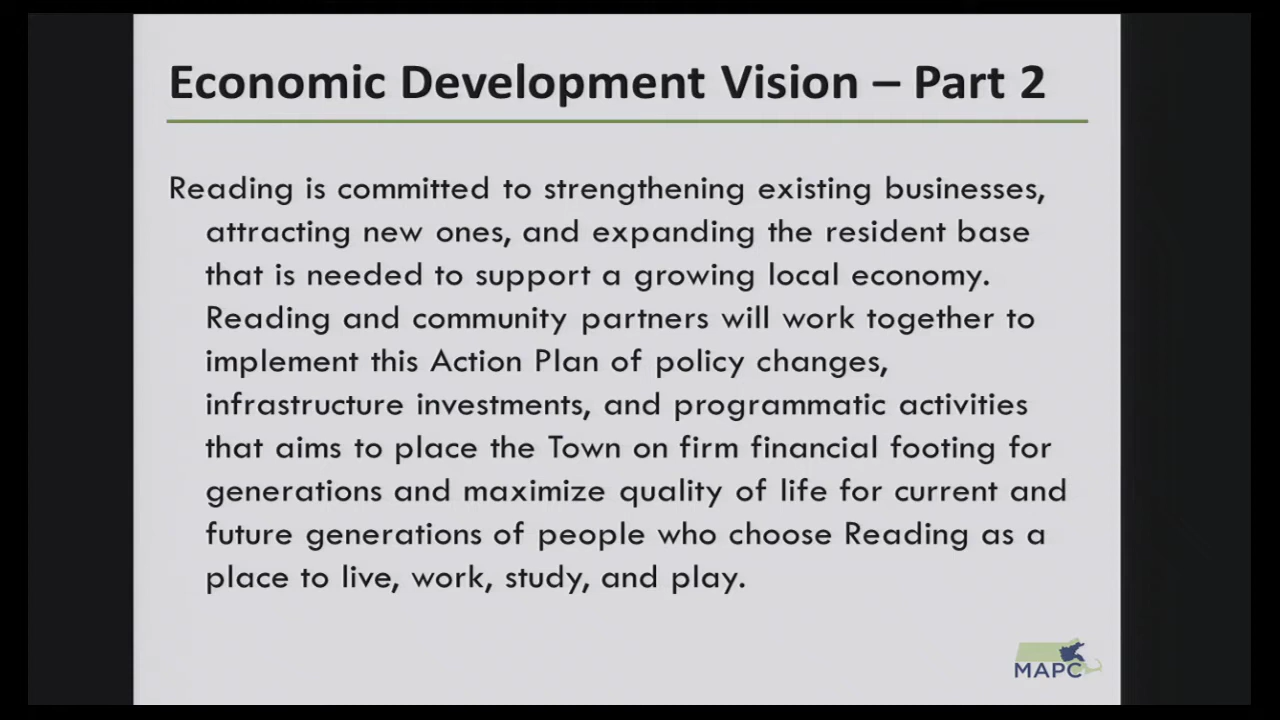 Economic Development Vision – Part 2
Reading is committed to strengthening existing businesses,
attracting new ones, and expanding the resident base
that is needed to support a growing local economy.
Reading and community partners will work together to
implement this Action Plan of policy changes,
infrastructure investments, and programmatic activities
that aims to place the Town on firm financial footing for
generations and maximize quality of life for current and
future generations of people who choose Reading as a
place to live, work, study, and play.
MAPC